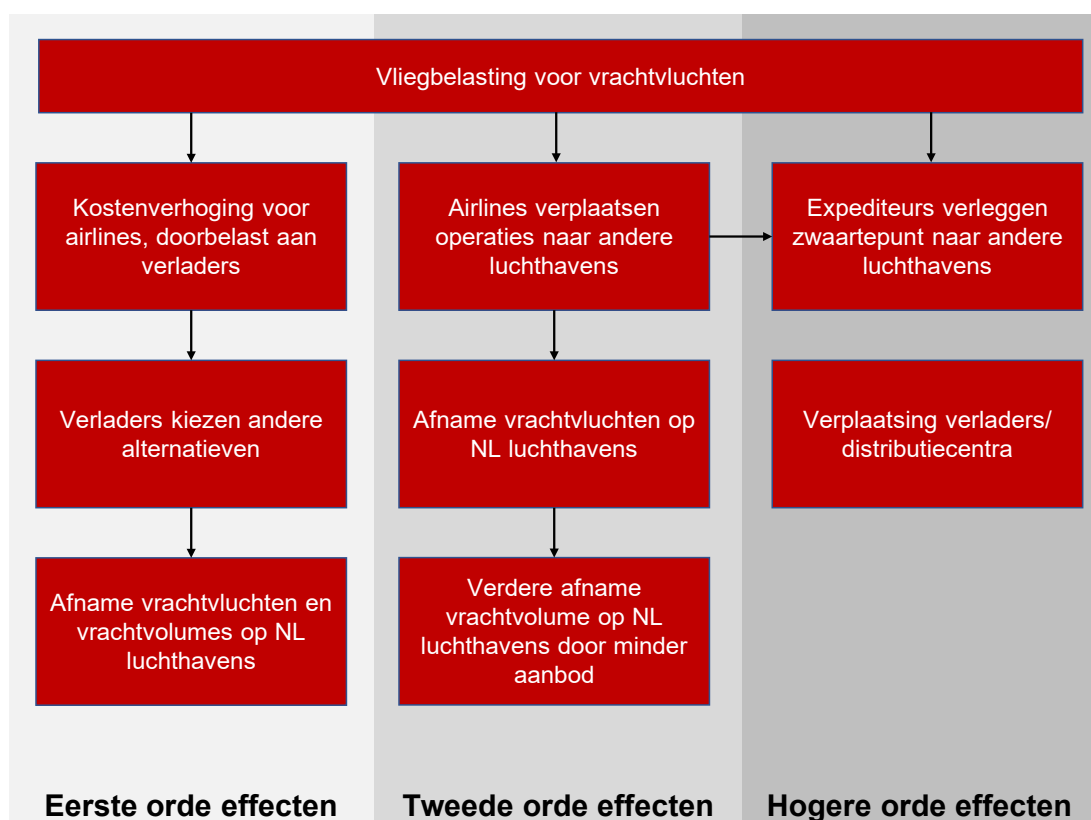 Vliegbelasting voor vrachtvluchten
Kostenverhoging voor
airlines, doorbelast aan
verladers
Airlines verplaatsen
operaties naar andere
luchthavens
Expediteurs verleggen
zwaartepunt naar andere
luchthavens
Verladers kiezen andere
alternatieven
Afname vrachtvluchten op
NL luchthavens
Verplaatsing verladers/
distributiecentra
Afname vrachtvluchten en
vrachtvolumes op NL
luchthavens
Verdere afname
vrachtvolume op NL
luchthavens door minder
aanbod
Eerste orde effecten
Tweede orde effecten
Hogere orde effecten